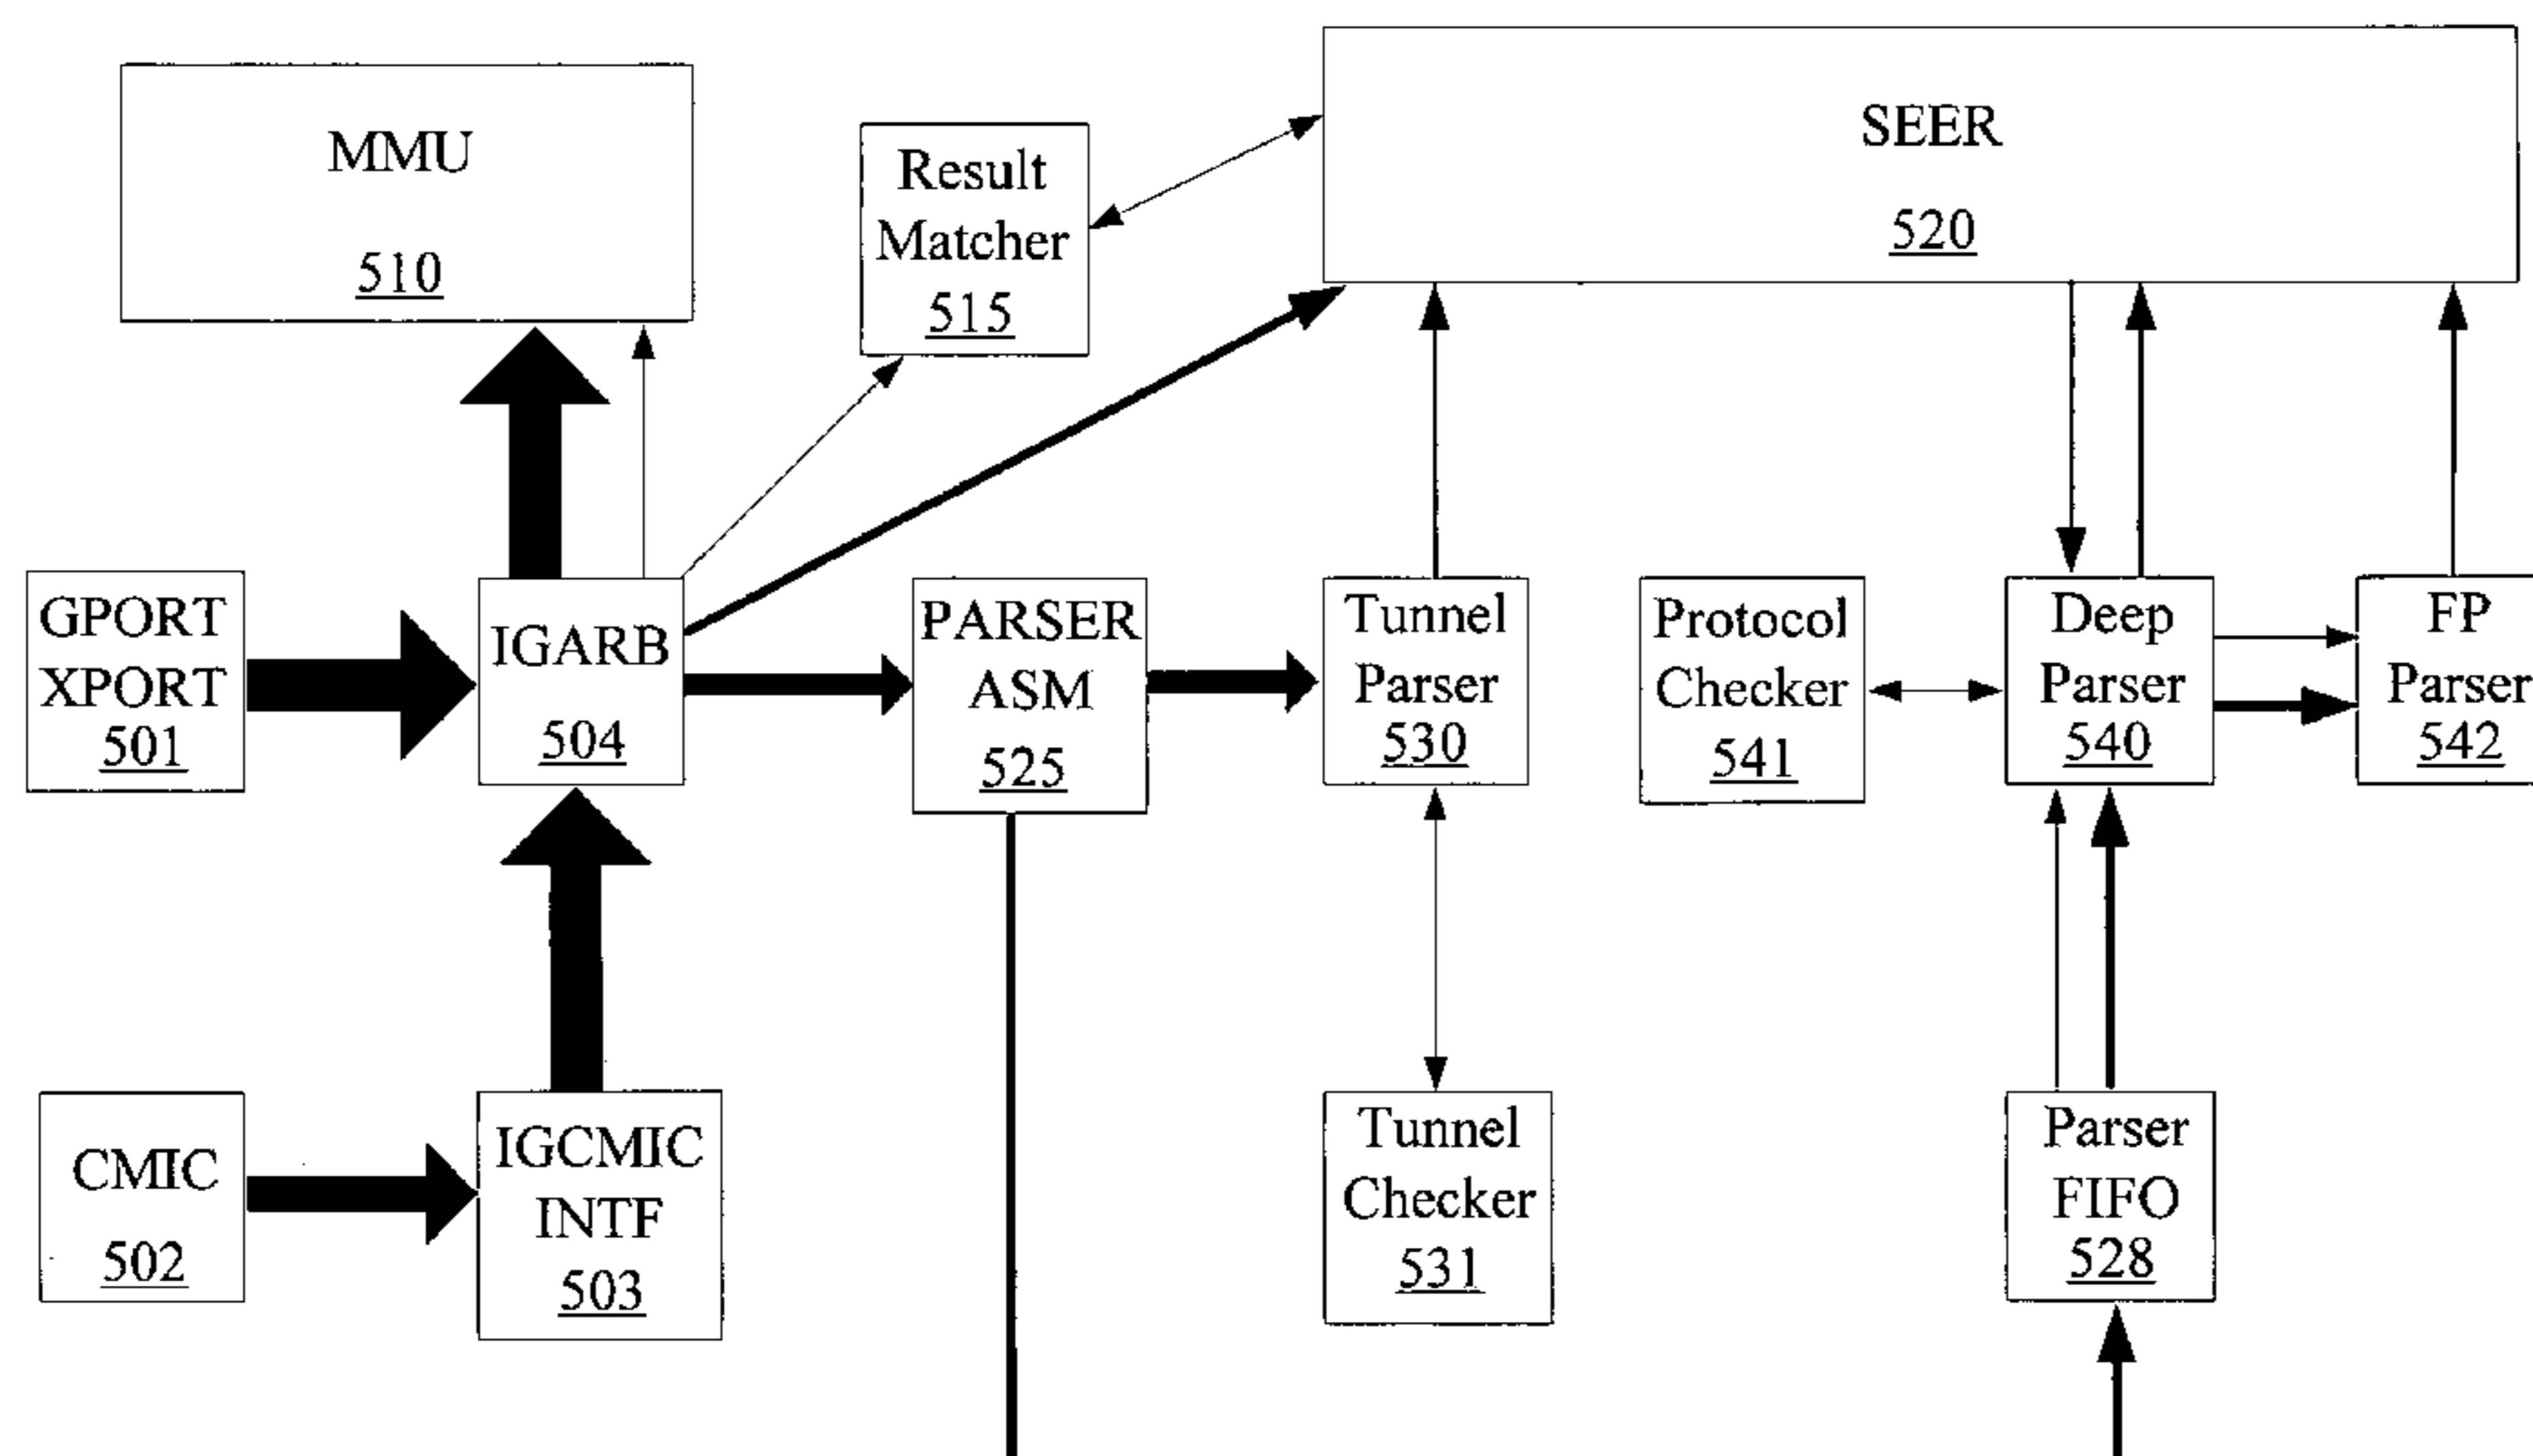 MMU
510
Result
Matcher
515
SEER
520
GPORT
XPORT
501
IGARB
504
PARSER
ASM
525
Tunnel
Parser
530
Protocol
Checker
541
Deep
Parser
540
FP
Parser
542
CMIC
502
IGCMIC
INTF
503
Tunnel
Checker
531
Parser
FIFO
528